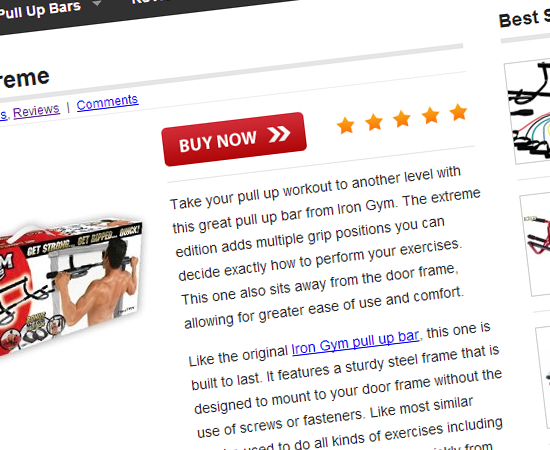 Pull Up Bars
Best S
reme
s, Reviews | Comments
BUY NOW
GET STRONG... GET RIPPED... QUICK!
Take your pull up workout to another level with
this great pull up bar from Iron Gym. The extreme
edition adds multiple grip positions you can
decide exactly how to perform your exercises.
This one also sits away from the door frame,
allowing for greater ease of use and comfort.
Like the original Iron Gym pull up bar, this one is
built to last. It features a sturdy steel frame that is
designed to mount to your door frame without the
use of screws or fasteners. Like most similar
used to do all kinds of exercises including
from